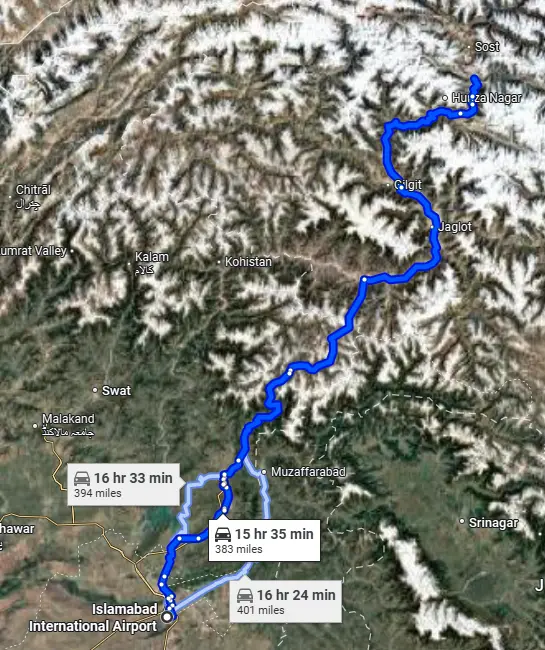 Sost
Hunza Nagar
Gilgit
Chitral
چترال
Jaglot
umrat Valley
Kalam
کالام
Kohistan
Swat
Malakand
جامعہ مالاکنڈ
Muzaffarabad
16 hr 33 min
394 miles
Srinagar
hawar
15 hr 35 min
383 miles
J
16 hr 24 min
401 miles
Islamabad
International Airport